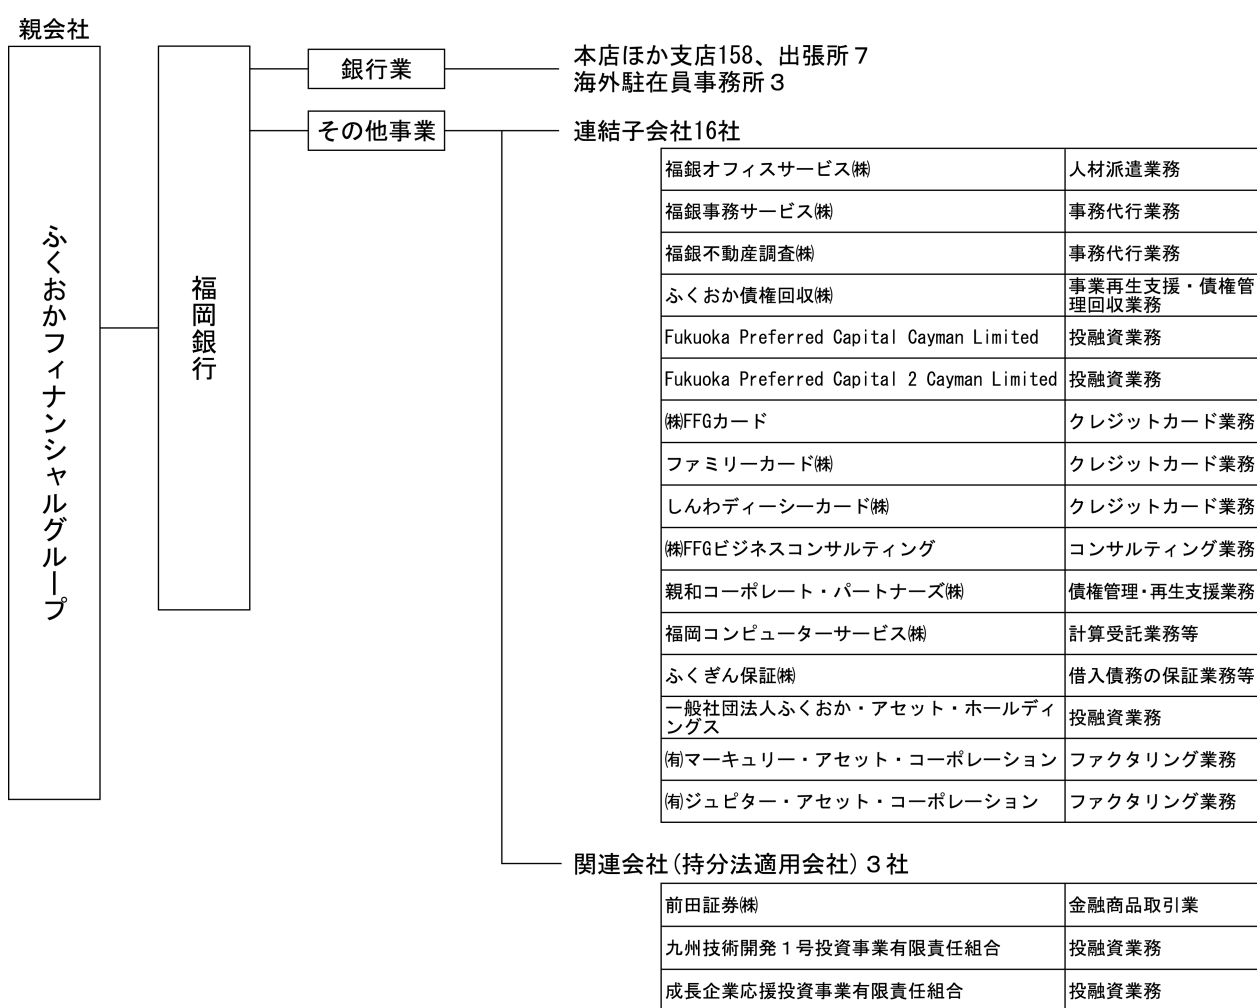 親会社
ふくおかフィナンシャルグループ
福岡銀行
銀行業
本店ほか支店158、出張所７
海外駐在員事務所３
その他事業
連結子会社16社
福銀オフィスサービス㈱ 人材派遣業務
福銀事務サービス㈱ 事務代行業務
福銀不動産調査㈱ 事務代行業務
ふくおか債権回収㈱ 事業再生支援・債権管
理回収業務
Fukuoka Preferred Capital Cayman Limited 投融資業務
Fukuoka Preferred Capital 2 Cayman Limited 投融資業務
㈱FFGカード クレジットカード業務
ファミリーカード㈱ クレジットカード業務
しんわディーシーカード㈱ クレジットカード業務
㈱FFGビジネスコンサルティング コンサルティング業務
親和コーポレート・パートナーズ㈱ 債権管理・再生支援業務
福岡コンピューターサービス㈱ 計算受託業務等
ふくぎん保証㈱ 借入債務の保証業務等
一般社団法人ふくおか・アセット・ホールディ
ングス 投融資業務
㈲マーキュリー・アセット・コーポレーション ファクタリング業務
㈲ジュピター・アセット・コーポレーション ファクタリング業務
関連会社(持分法適用会社)３社
前田証券㈱ 金融商品取引業
九州技術開発１号投資事業有限責任組合 投融資業務
成長企業応援投資事業有限責任組合 投融資業務